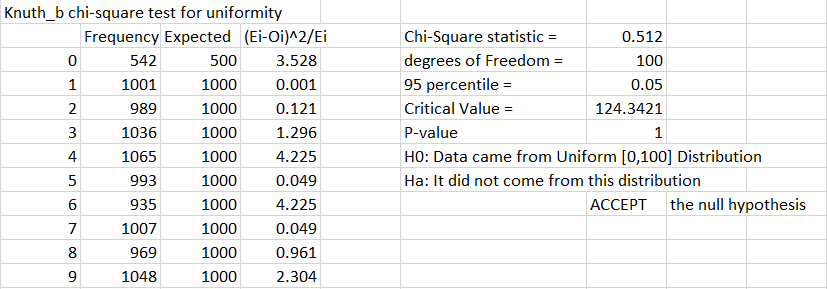 Knuth_b chi-square test for uniformity
Frequency Expected (Ei-Oi)^2/Ei Chi-Square statistic = 0.512
0 542 500 3.528 degrees of Freedom = 100
1 1001 1000 0.001 95 percentile = 0.05
2 989 1000 0.121 Critical Value = 124.3421
3 1036 1000 1.296 P-value 1
4 1065 1000 4.225 H0: Data came from Uniform [0,100] Distribution
5 993 1000 0.049 Ha: It did not come from this distribution
6 935 1000 4.225 ACCEPT the null hypothesis
7 1007 1000 0.049
8 969 1000 0.961
9 1048 1000 2.304